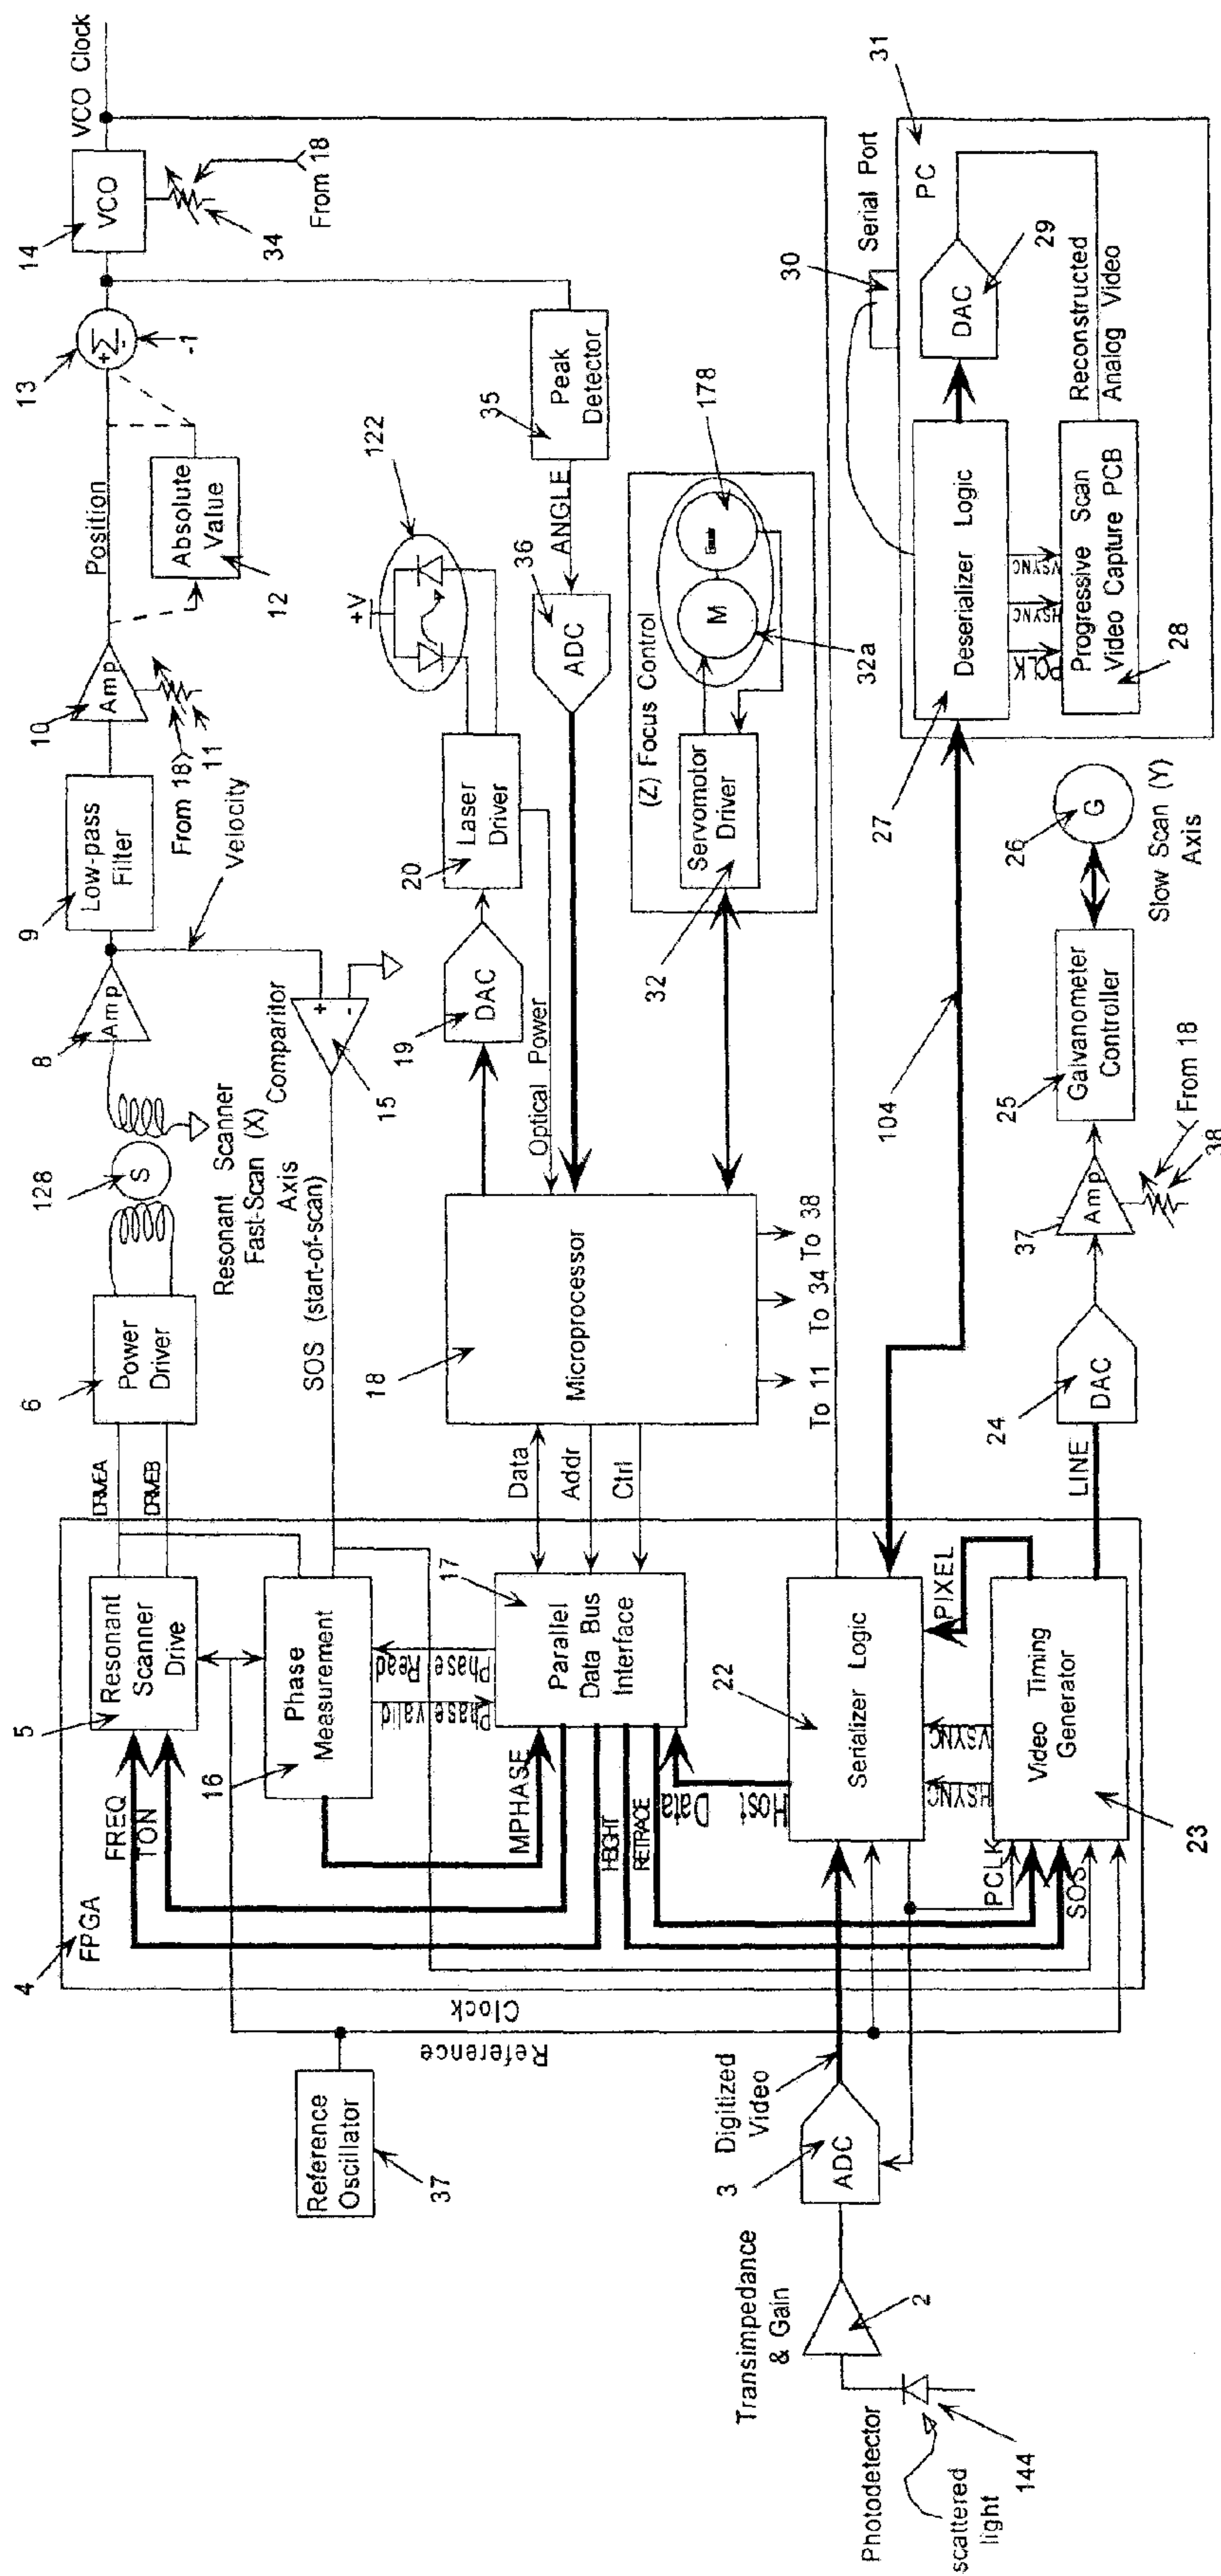 4
FPGA
Reference
Oscillator
37
Reference
Clock
5
Resonant
Scanner
Drive
FREQ
TON
16
Phase
Measurement
MPHASE
Phase valid
Phase Read
17
Parallel
Data Bus
Interface
HEIGHT
RETRACE
Host
Data
22
Serializer Logic
HSYNC
VSYNC
PIXEL
PCLK
SOS
Video Timing
Generator
23
Photodetector
scattered
light
144
Transimpedance
& Gain
2
3
ADC
Digitized
Video
DRIVEA
DRIVEB
6
Power
Driver
128
S
Resonant Scanner
Fast-Scan (X)
Axis
SOS (start-of-scan)
8
Amp
9
Low-pass
Filter
Velocity
Comparitor
+
-
15
10
Amp
From 18
11
Position
Absolute
Value
12
13
+
Σ
-
-1
14
VCO
VCO Clock
34
From 18
Data
Addr
Ctrl
18
Microprocessor
To 11
To 34
To 38
19
DAC
Optical Power
20
Laser
Driver
+V
122
36
ADC
ANGLE
35
Peak
Detector
(Z) Focus Control
Servomotor
Driver
32
M
32a
178
104
LINE
24
DAC
37
Amp
From 18
38
25
Galvanometer
Controller
26
G
Slow Scan (Y)
Axis
27
Deserializer Logic
PCLK
HSYNC
VSYNC
Progressive Scan
Video Capture PCB
28
DAC
29
Reconstructed
Analog Video
30
Serial Port
PC
31